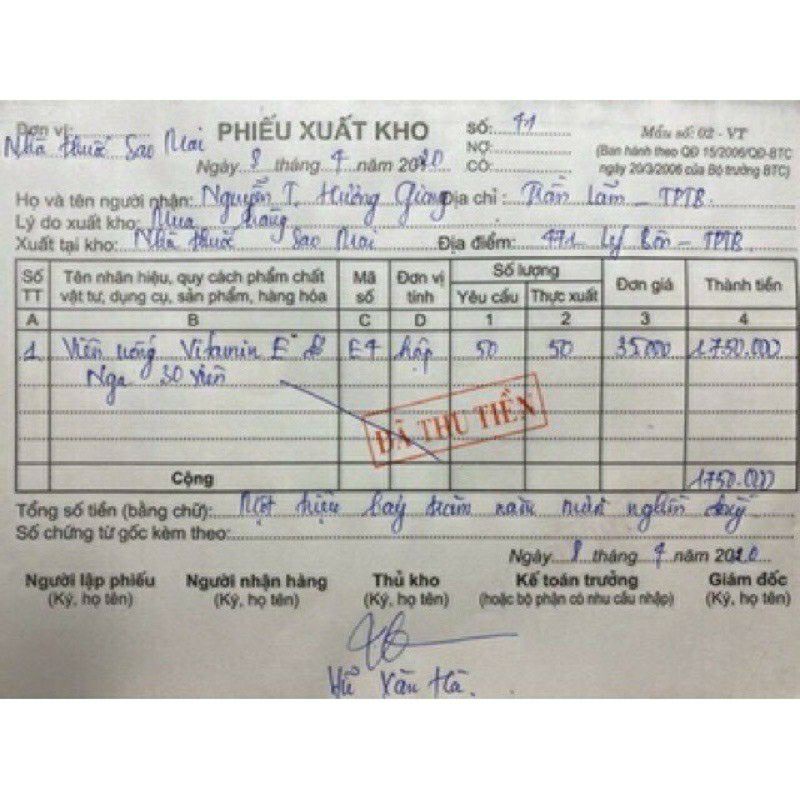 Đơn vị: Nhà thuốc Sao Mai
PHIẾU XUẤT KHO
Số: 11
Nợ:
Có:
Mẫu số: 02 - VT
(Ban hành theo QĐ 15/2006/QĐ-BTC
ngày 20/3/2006 của Bộ trưởng BTC)
Ngày 8 tháng 7 năm 2020
Họ và tên người nhận: Nguyễn T. Hương Giang Địa chỉ: Trần Lãm - TPTB.
Lý do xuất kho: Mua hàng
Xuất tại kho: Nhà thuốc Sao Mai Địa điểm: 471 Lý Bôn - TPTB
Số TT Tên nhãn hiệu, quy cách phẩm chất vật tư, dụng cụ, sản phẩm, hàng hóa Mã số Đơn vị tính Số lượng Yêu cầu Thực xuất Đơn giá Thành tiền
A B C D 1 2 3 4
1 Viên uống Vitamin E hộp 50 50 35.000 1.750.000
Nga 30 viên
ĐÃ THU TIỀN
Cộng 1.750.000
Tổng số tiền (bằng chữ): Một triệu bảy trăm năm mươi nghìn
Số chứng từ gốc kèm theo:
Ngày 8 tháng 7 năm 2020
Người lập phiếu Người nhận hàng Thủ kho Kế toán trưởng Giám đốc
(Ký, họ tên) (Ký, họ tên) (Ký, họ tên) (hoặc bộ phận có nhu cầu nhập) (Ký, họ tên)
Vũ Văn Hà.